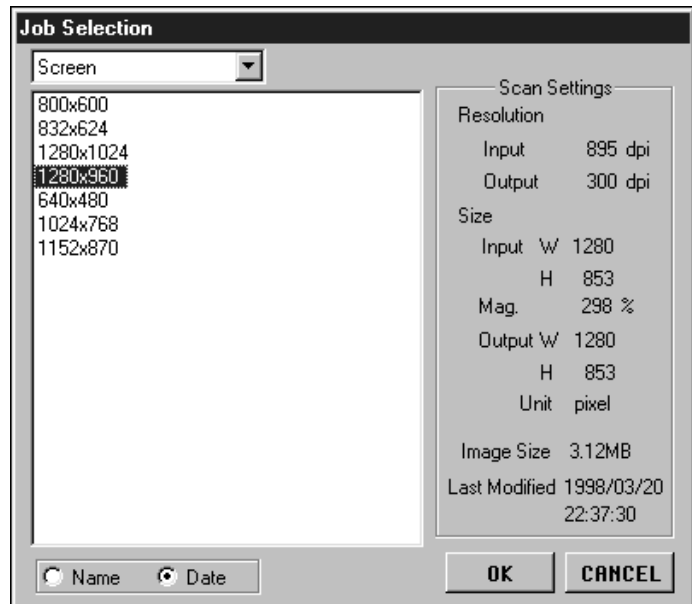 Job Selection
Screen
800x600
832x624
1280x1024
1280x960
640x480
1024x768
1152x870
Name
Date
Scan Settings
Resolution
Input 895 dpi
Output 300 dpi
Size
Input W 1280
H 853
Mag. 298 %
Output W 1280
H 853
Unit pixel
Image Size 3.12MB
Last Modified 1998/03/20
22:37:30
OK
CANCEL